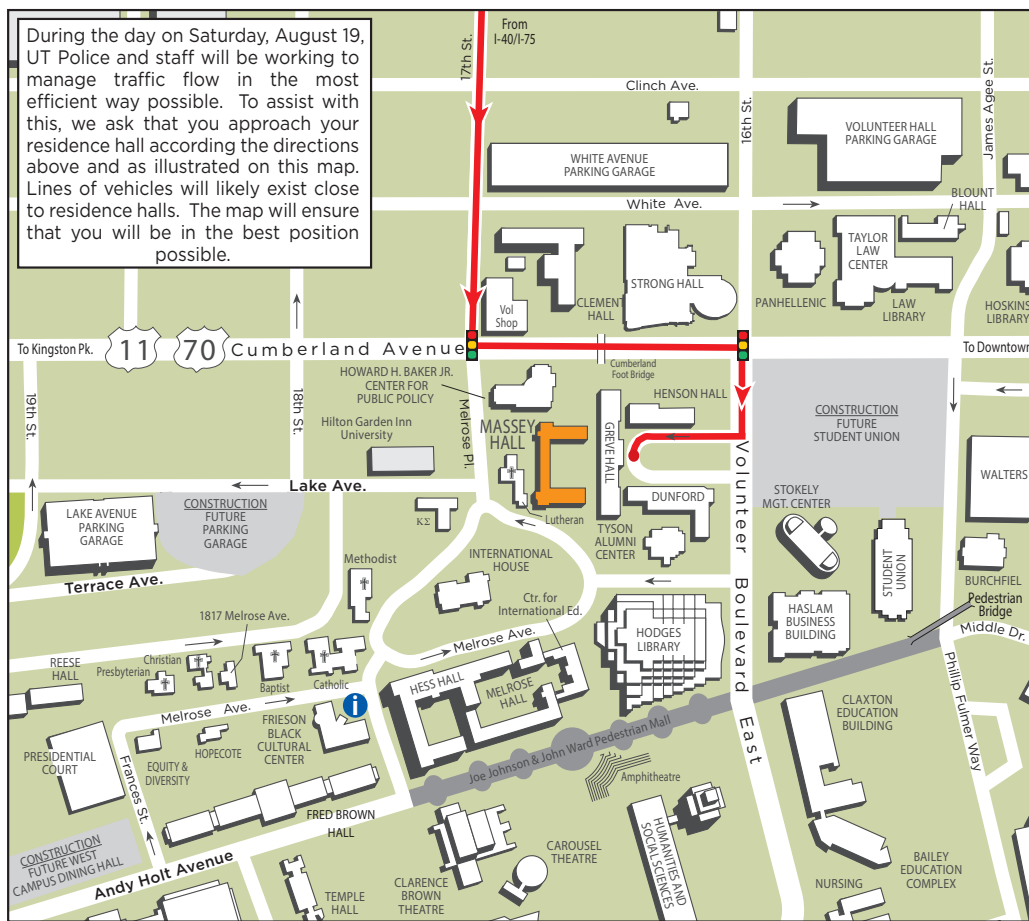 During the day on Saturday, August 19,
UT Police and staff will be working to
manage traffic flow in the most
efficient way possible. To assist with
this, we ask that you approach your
residence hall according the directions
above and as illustrated on this map.
Lines of vehicles will likely exist close
to residence halls. The map will ensure
that you will be in the best position
possible.
17th St.
From
I-40/I-75
Clinch Ave.
16th St.
James Agee St.
WHITE AVENUE
PARKING GARAGE
VOLUNTEER HALL
PARKING GARAGE
White Ave.
BLOUNT
HALL
TAYLOR
LAW
CENTER
STRONG HALL
CLEMENT
HALL
Vol
Shop
PANHELLENIC
LAW
LIBRARY
HOSKINS
LIBRARY
To Kingston Pk.
11
70
Cumberland Avenue
To Downtown
Cumberland
Foot Bridge
HOWARD H. BAKER JR.
CENTER FOR
PUBLIC POLICY
HENSON HALL
19th St.
18th St.
Melrose Pl.
Hilton Garden Inn
University
MASSEY
HALL
GREVE HALL
CONSTRUCTION
FUTURE
STUDENT UNION
WALTERS
Lake Ave.
LAKE AVENUE
PARKING
GARAGE
CONSTRUCTION
FUTURE
PARKING
GARAGE
ΚΣ
Lutheran
DUNFORD
STOKELY
MGT. CENTER
TYSON
ALUMNI
CENTER
Volunteer Boulevard East
STUDENT
UNION
INTERNATIONAL
HOUSE
Methodist
Terrace Ave.
BURCHFIEL
Pedestrian
Bridge
Ctr. for
International Ed.
1817 Melrose Ave.
HASLAM
BUSINESS
BUILDING
HODGES
LIBRARY
Middle Dr.
Melrose Ave.
REESE
HALL
Christian
Presbyterian
Baptist
Catholic
HESS HALL
MELROSE
HALL
Phillip Fulmer Way
CLAXTON
EDUCATION
BUILDING
Melrose Ave.
i
FRIESON
BLACK
CULTURAL
CENTER
HOPECOTE
EQUITY &
DIVERSITY
PRESIDENTIAL
COURT
Frances St.
Joe Johnson & John Ward Pedestrian Mall
Amphitheatre
FRED BROWN
HALL
CONSTRUCTION
FUTURE WEST
CAMPUS DINING HALL
Andy Holt Avenue
TEMPLE
HALL
CLARENCE
BROWN
THEATRE
CAROUSEL
THEATRE
HUMANITIES AND
SOCIAL SCIENCES
NURSING
BAILEY
EDUCATION
COMPLEX